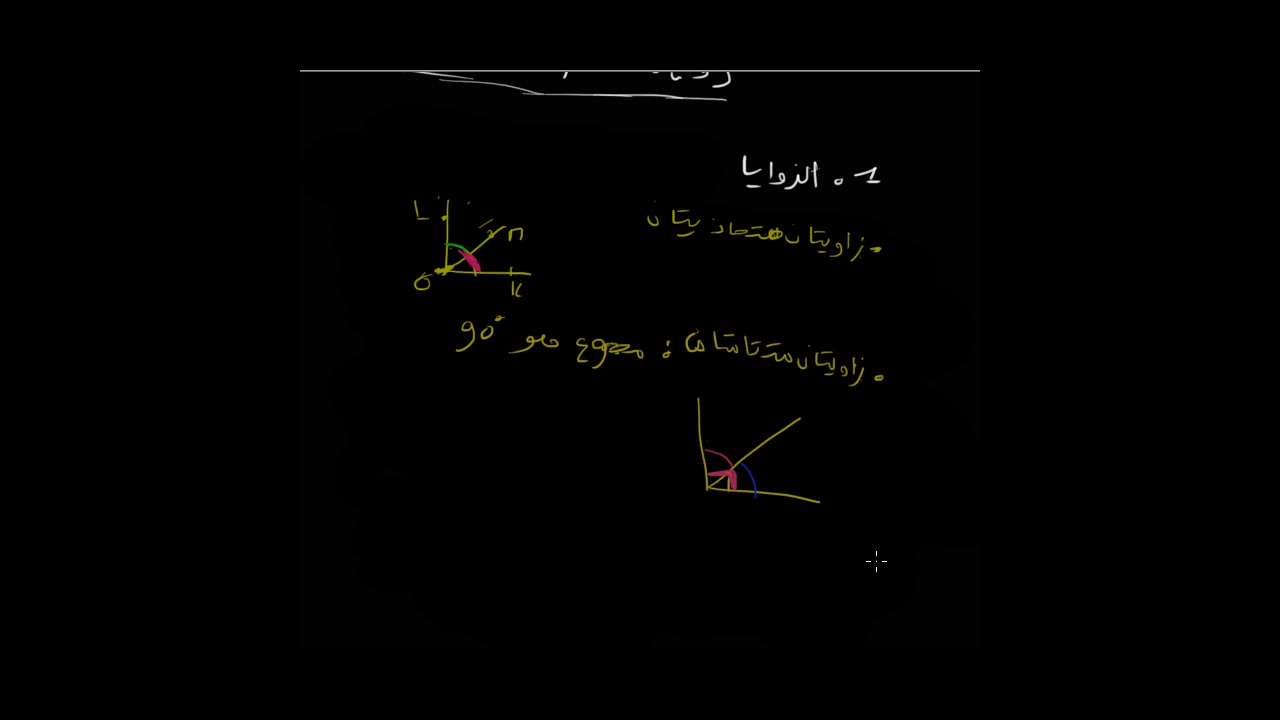 1. الزوايا
. زاويتان متحاذيتان
L
n
O
K
. زاويتان متتامتان : مجموع هو 90°